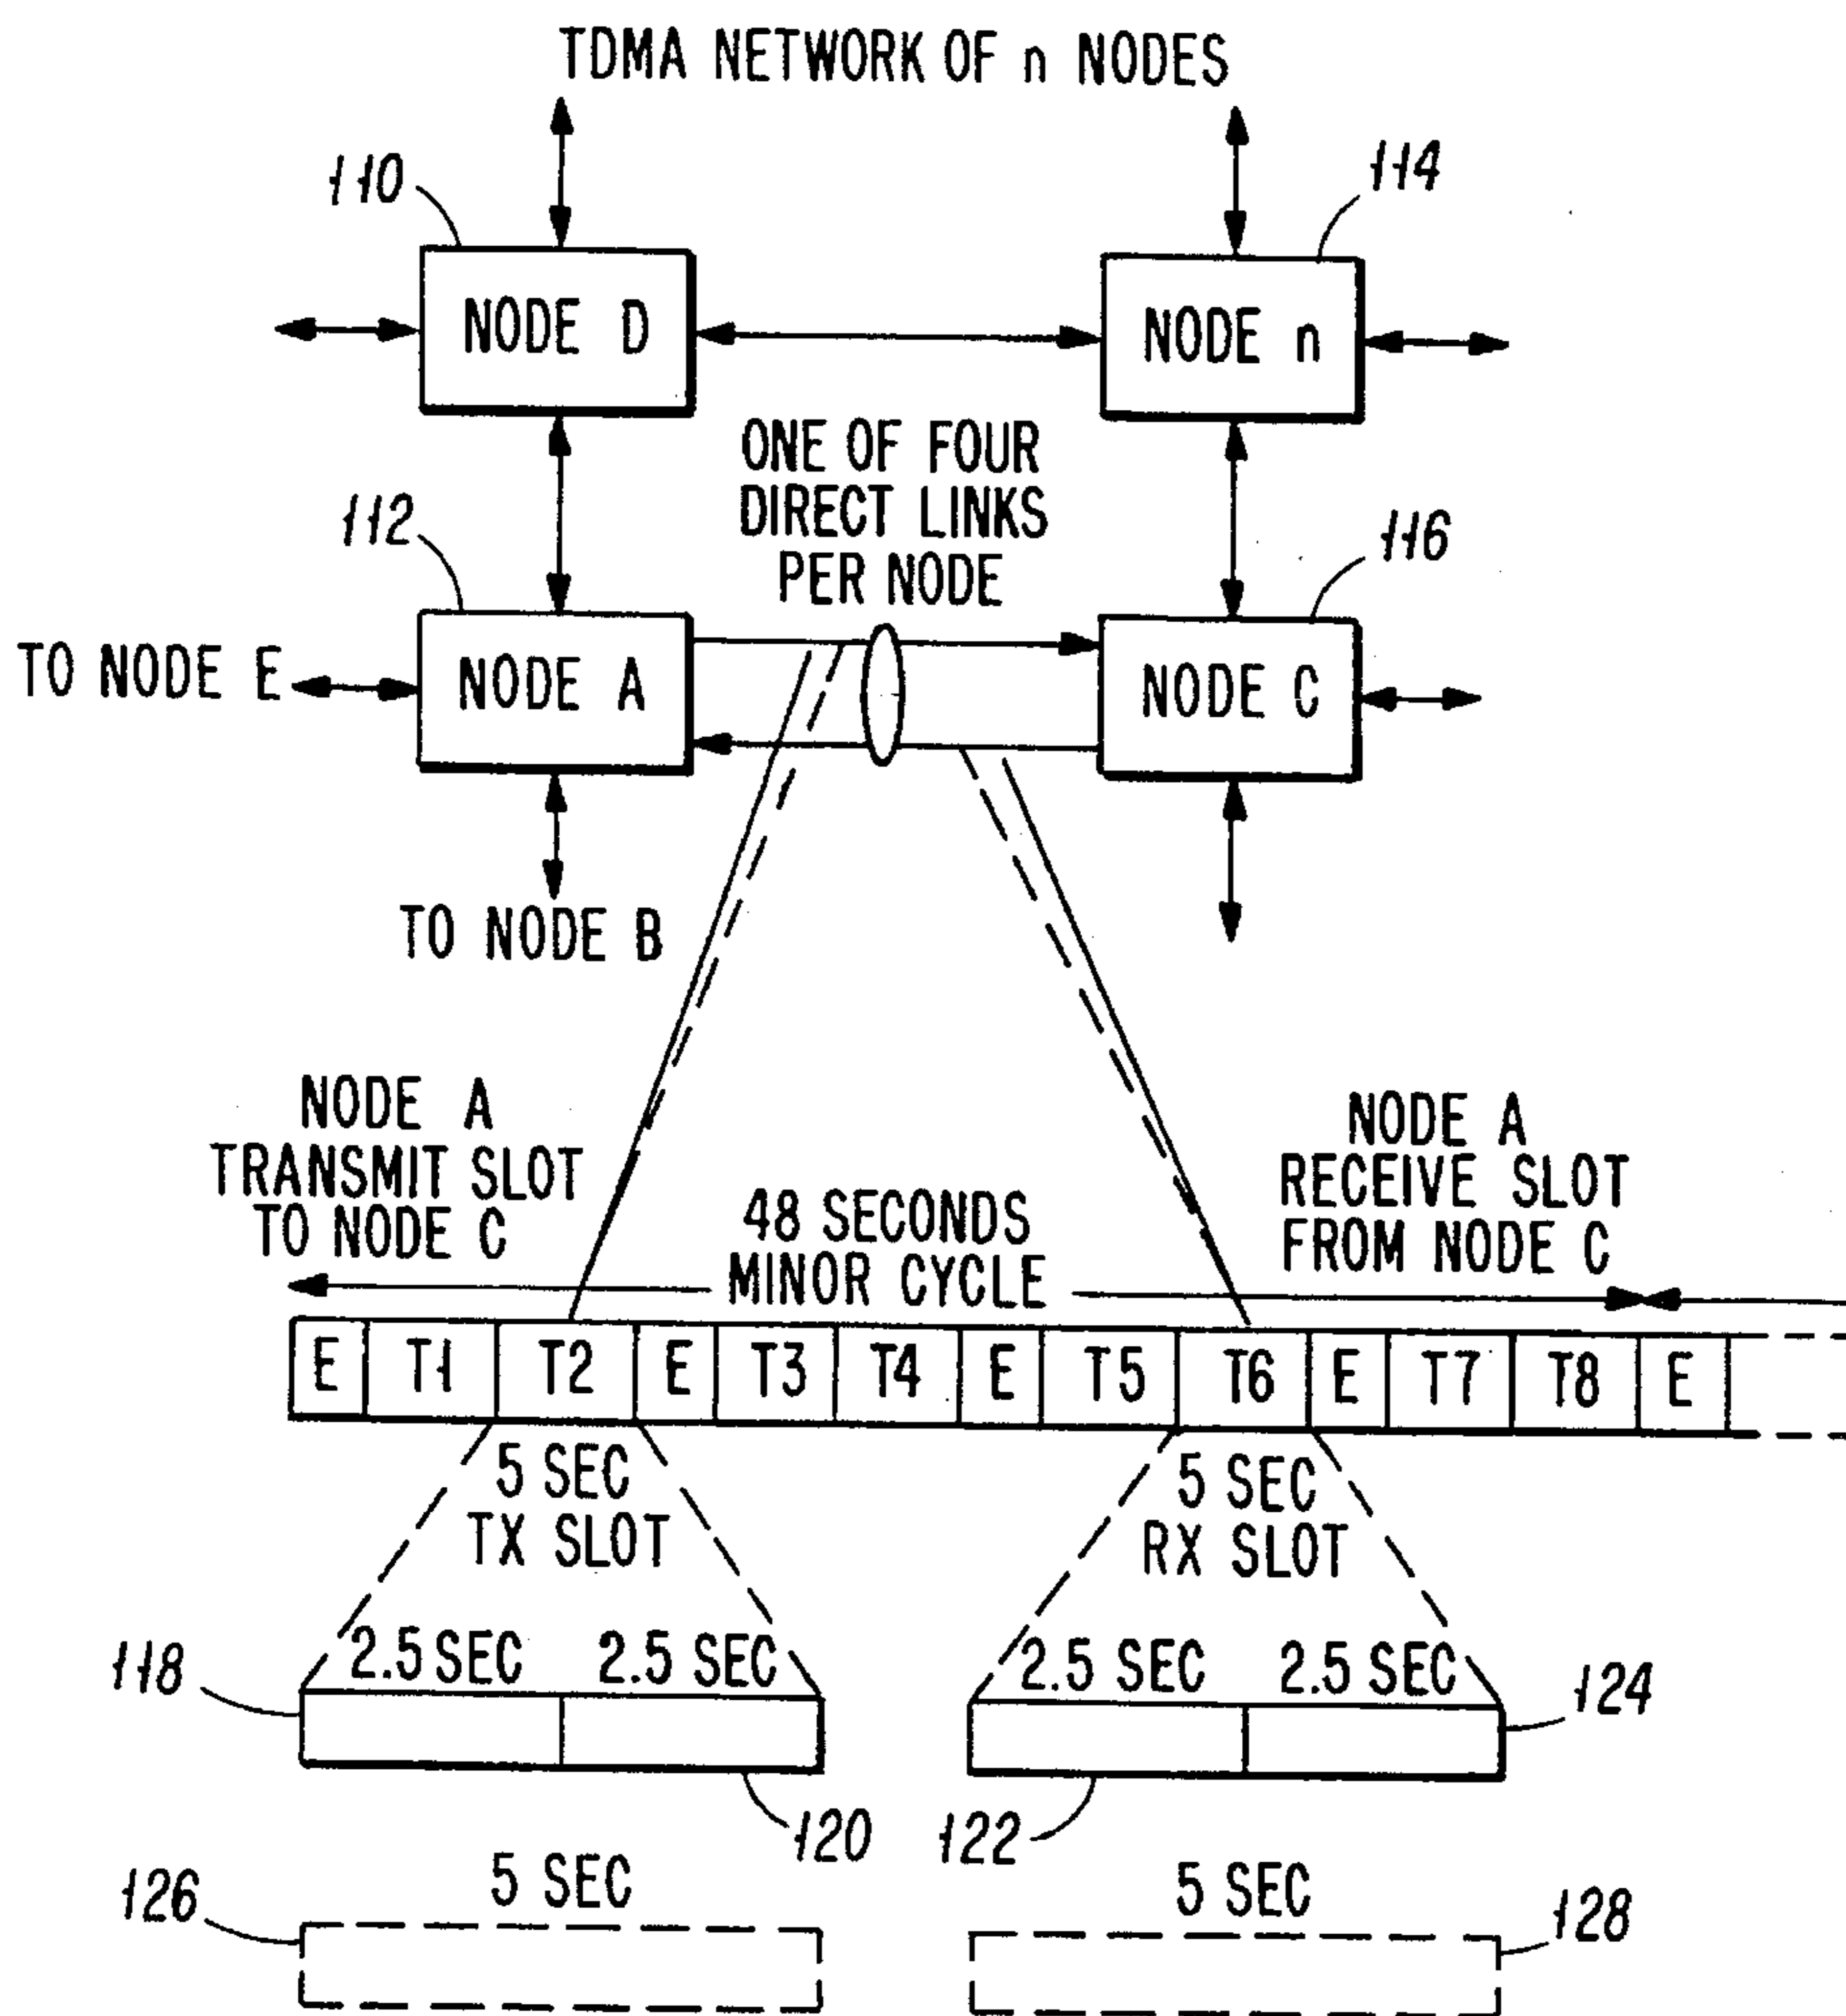 TDMA NETWORK OF n NODES
110
114
NODE D
NODE n
ONE OF FOUR
DIRECT LINKS
PER NODE
112
116
TO NODE E
NODE A
NODE C
TO NODE B
NODE A
TRANSMIT SLOT
TO NODE C
48 SECONDS
MINOR CYCLE
NODE A
RECEIVE SLOT
FROM NODE C
E T1 T2 E T3 T4 E T5 T6 E T7 T8 E
5 SEC
TX SLOT
5 SEC
RX SLOT
2.5 SEC 2.5 SEC
2.5 SEC 2.5 SEC
118
124
120
122
126
5 SEC
5 SEC
128